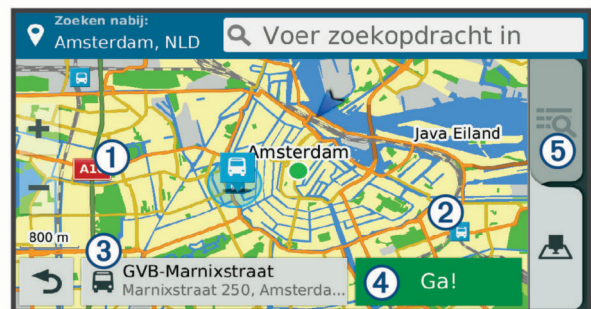 Zoeken nabij:
Amsterdam, NLD
Voer zoekopdracht in
Java Eiland
Amsterdam
1
5
A1
2
800 m
3
GVB-Marnixstraat
Marnixstraat 250, Amsterda...
4
Ga!